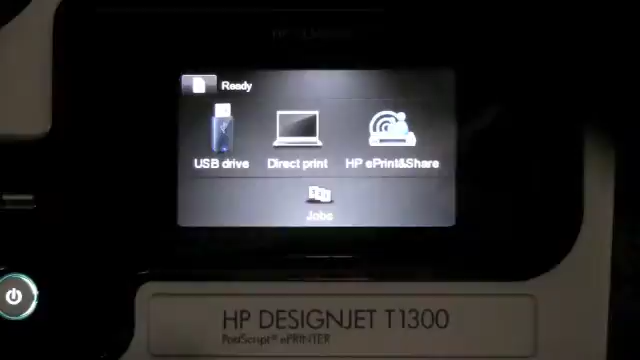 Ready
USB drive
Direct print
HP ePrint&Share
Jobs
HP DESIGNJET T1300
PostScript® ePRINTER